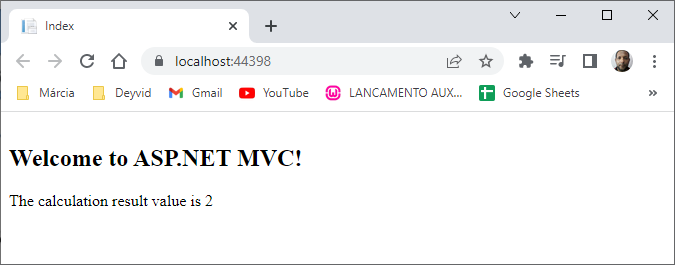 Index
localhost:44398
Márcia Deyvid Gmail YouTube LANCAMENTO AUX... Google Sheets »
Welcome to ASP.NET MVC!
The calculation result value is 2